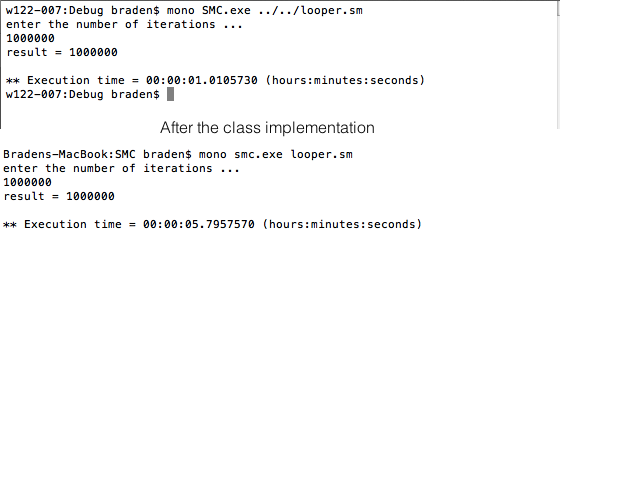 w122-007:Debug braden$ mono SMC.exe ../../looper.sm
enter the number of iterations ...
1000000
result = 1000000
** Execution time = 00:00:01.0105730 (hours:minutes:seconds)
w122-007:Debug braden$
After the class implementation
Bradens-MacBook:SMC braden$ mono smc.exe looper.sm
enter the number of iterations ...
1000000
result = 1000000
** Execution time = 00:00:05.7957570 (hours:minutes:seconds)